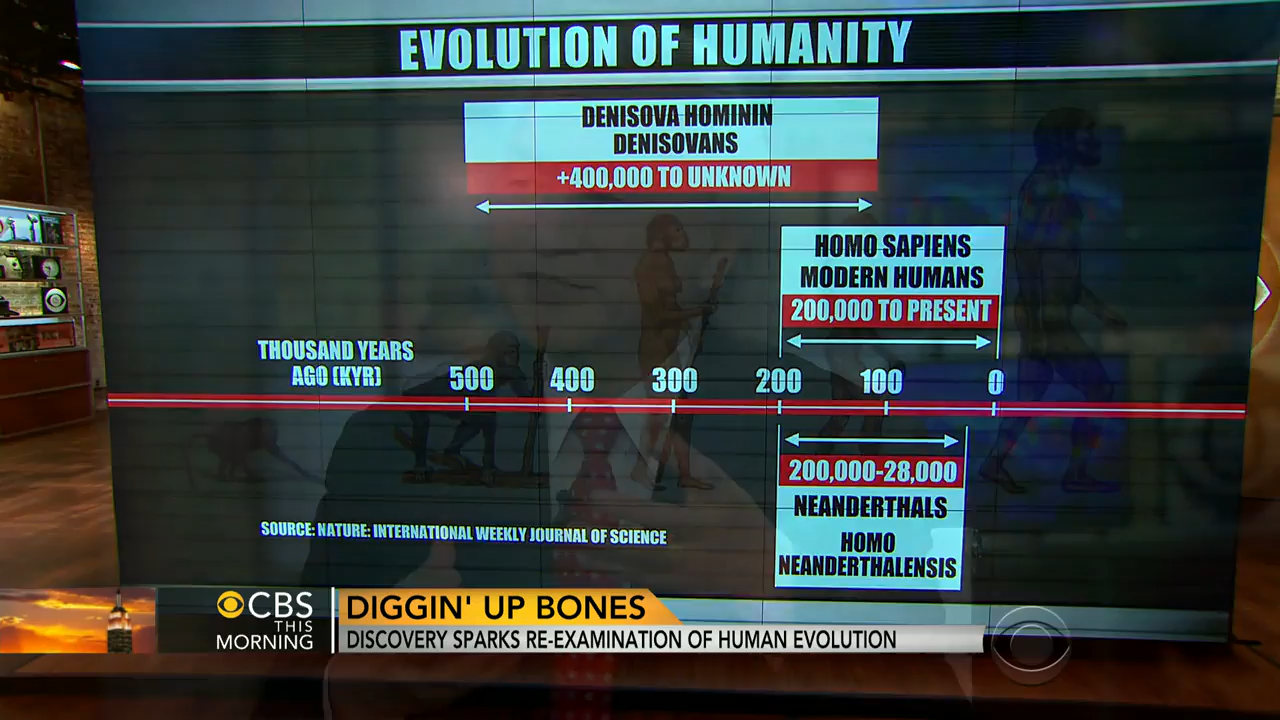 EVOLUTION OF HUMANITY
DENISOVA HOMININ
DENISOVANS
+400,000 TO UNKNOWN
HOMO SAPIENS
MODERN HUMANS
200,000 TO PRESENT
THOUSAND YEARS
AGO (KYR)
500 400 300 200 100 0
200,000-28,000
NEANDERTHALS
HOMO
NEANDERTHALENSIS
SOURCE: NATURE: INTERNATIONAL WEEKLY JOURNAL OF SCIENCE
CBS
THIS
MORNING
DIGGIN' UP BONES
DISCOVERY SPARKS RE-EXAMINATION OF HUMAN EVOLUTION